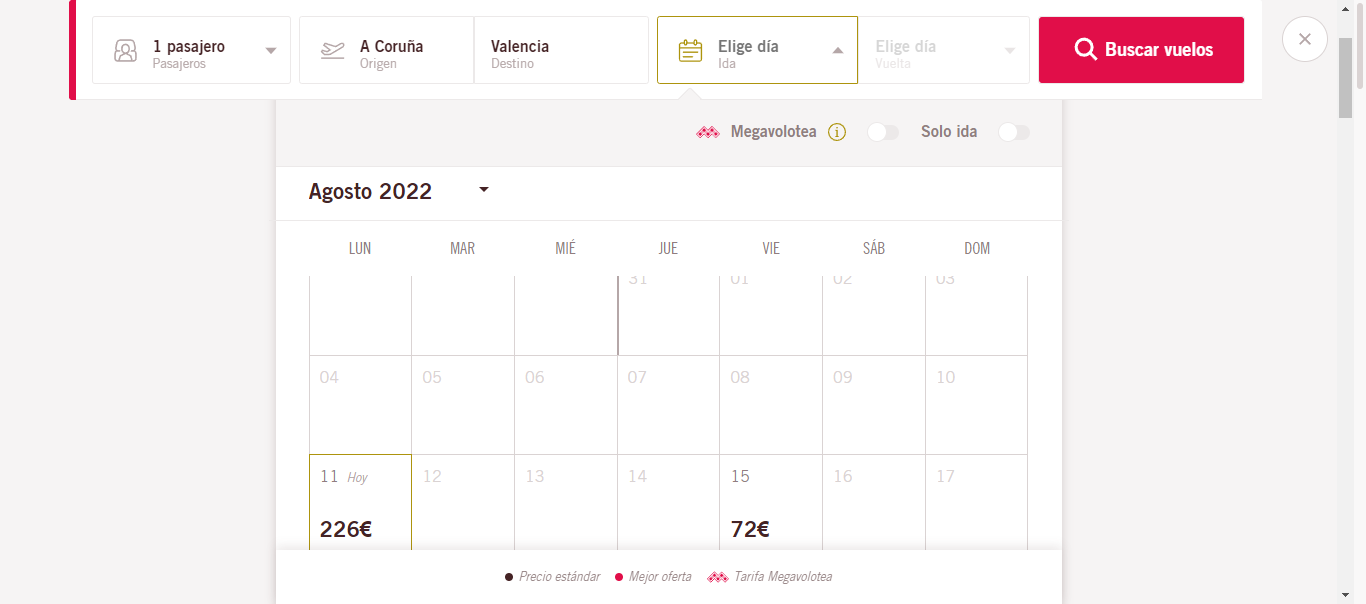 1 pasajero
Pasajeros
A Coruña
Origen
Valencia
Destino
Elige día
Ida
Elige día
Vuelta
Buscar vuelos
Megavolotea i Solo ida
Agosto 2022
LUN MAR MIÉ JUE VIE SÁB DOM
31 01 02 03
04 05 06 07 08 09 10
11 Hoy 12 13 14 15 16 17
226€ 72€
Precio estándar Mejor oferta Tarifa Megavolotea